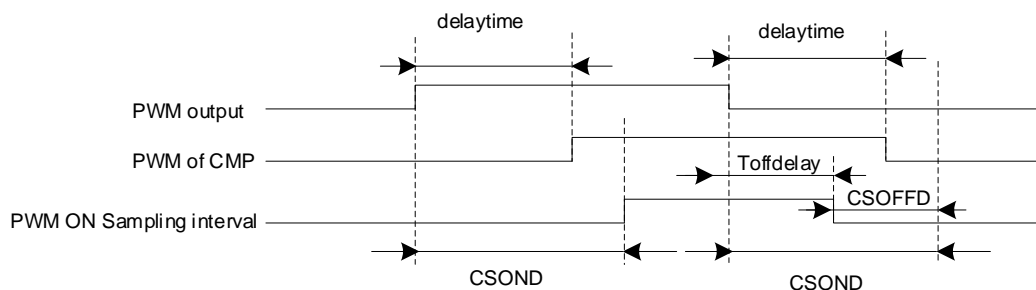 delaytime
delaytime
PWM output
PWM of CMP
Toffdelay
CSOFFD
PWM ON Sampling interval
CSOND
CSOND